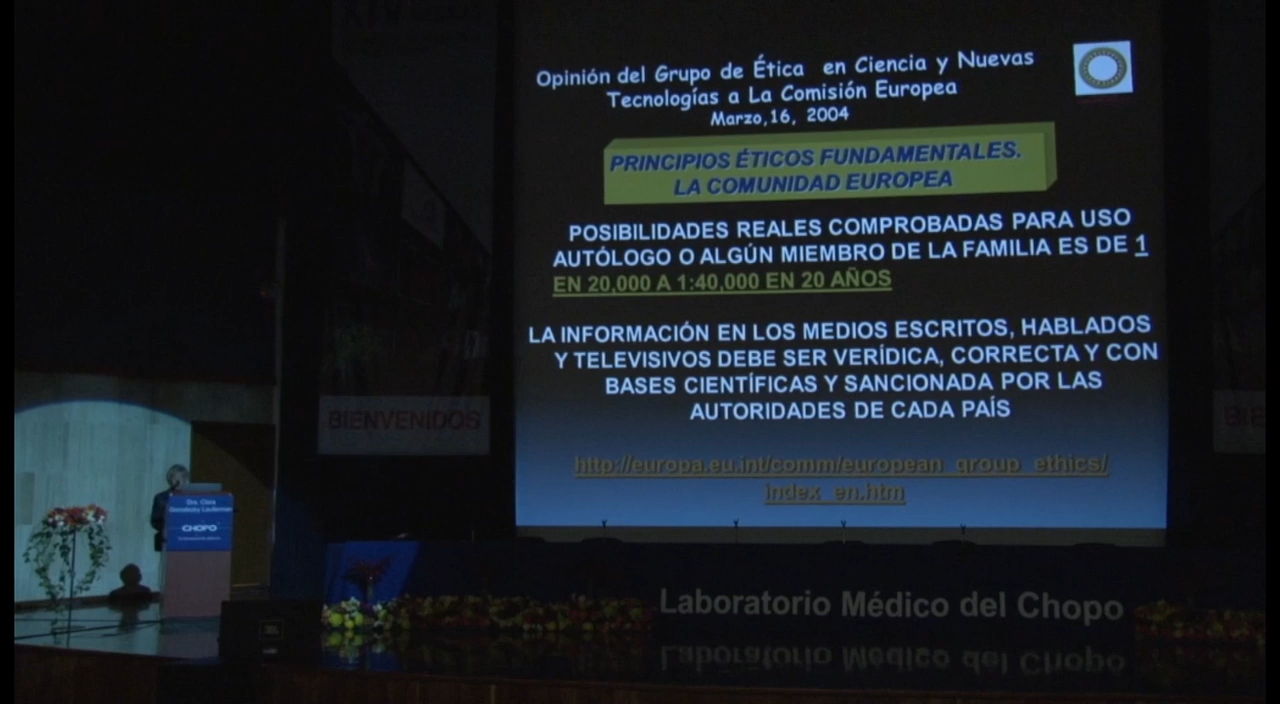 Opinión del Grupo de Ética en Ciencia y Nuevas
Tecnologías a La Comisión Europea
Marzo,16, 2004
PRINCIPIOS ÉTICOS FUNDAMENTALES.
LA COMUNIDAD EUROPEA
POSIBILIDADES REALES COMPROBADAS PARA USO
AUTÓLOGO O ALGÚN MIEMBRO DE LA FAMILIA ES DE 1
EN 20,000 A 1:40,000 EN 20 AÑOS
LA INFORMACIÓN EN LOS MEDIOS ESCRITOS, HABLADOS
Y TELEVISIVOS DEBE SER VERÍDICA, CORRECTA Y CON
BASES CIENTÍFICAS Y SANCIONADA POR LAS
AUTORIDADES DE CADA PAÍS
http://europa.eu.int/comm/european_group_ethics/
index_en.htm
BIENVENIDOS
Dra. Clara
CHOPO
Laboratorio Médico del Chopo